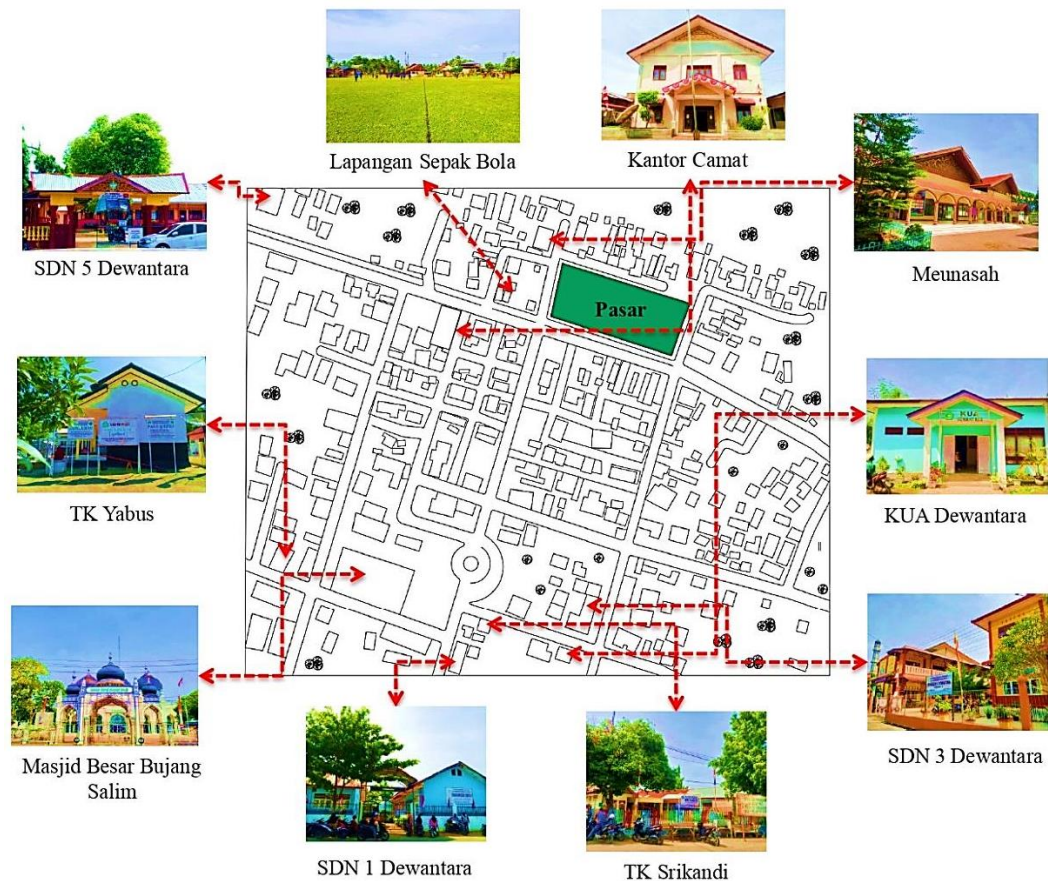 Lapangan Sepak Bola
Kantor Camat
SDN 5 Dewantara
Meunasah
Pasar
TK Yabus
KUA
KUA Dewantara
Masjid Besar Bujang
Salim
SDN 3 Dewantara
SDN 1 Dewantara
TK Srikandi